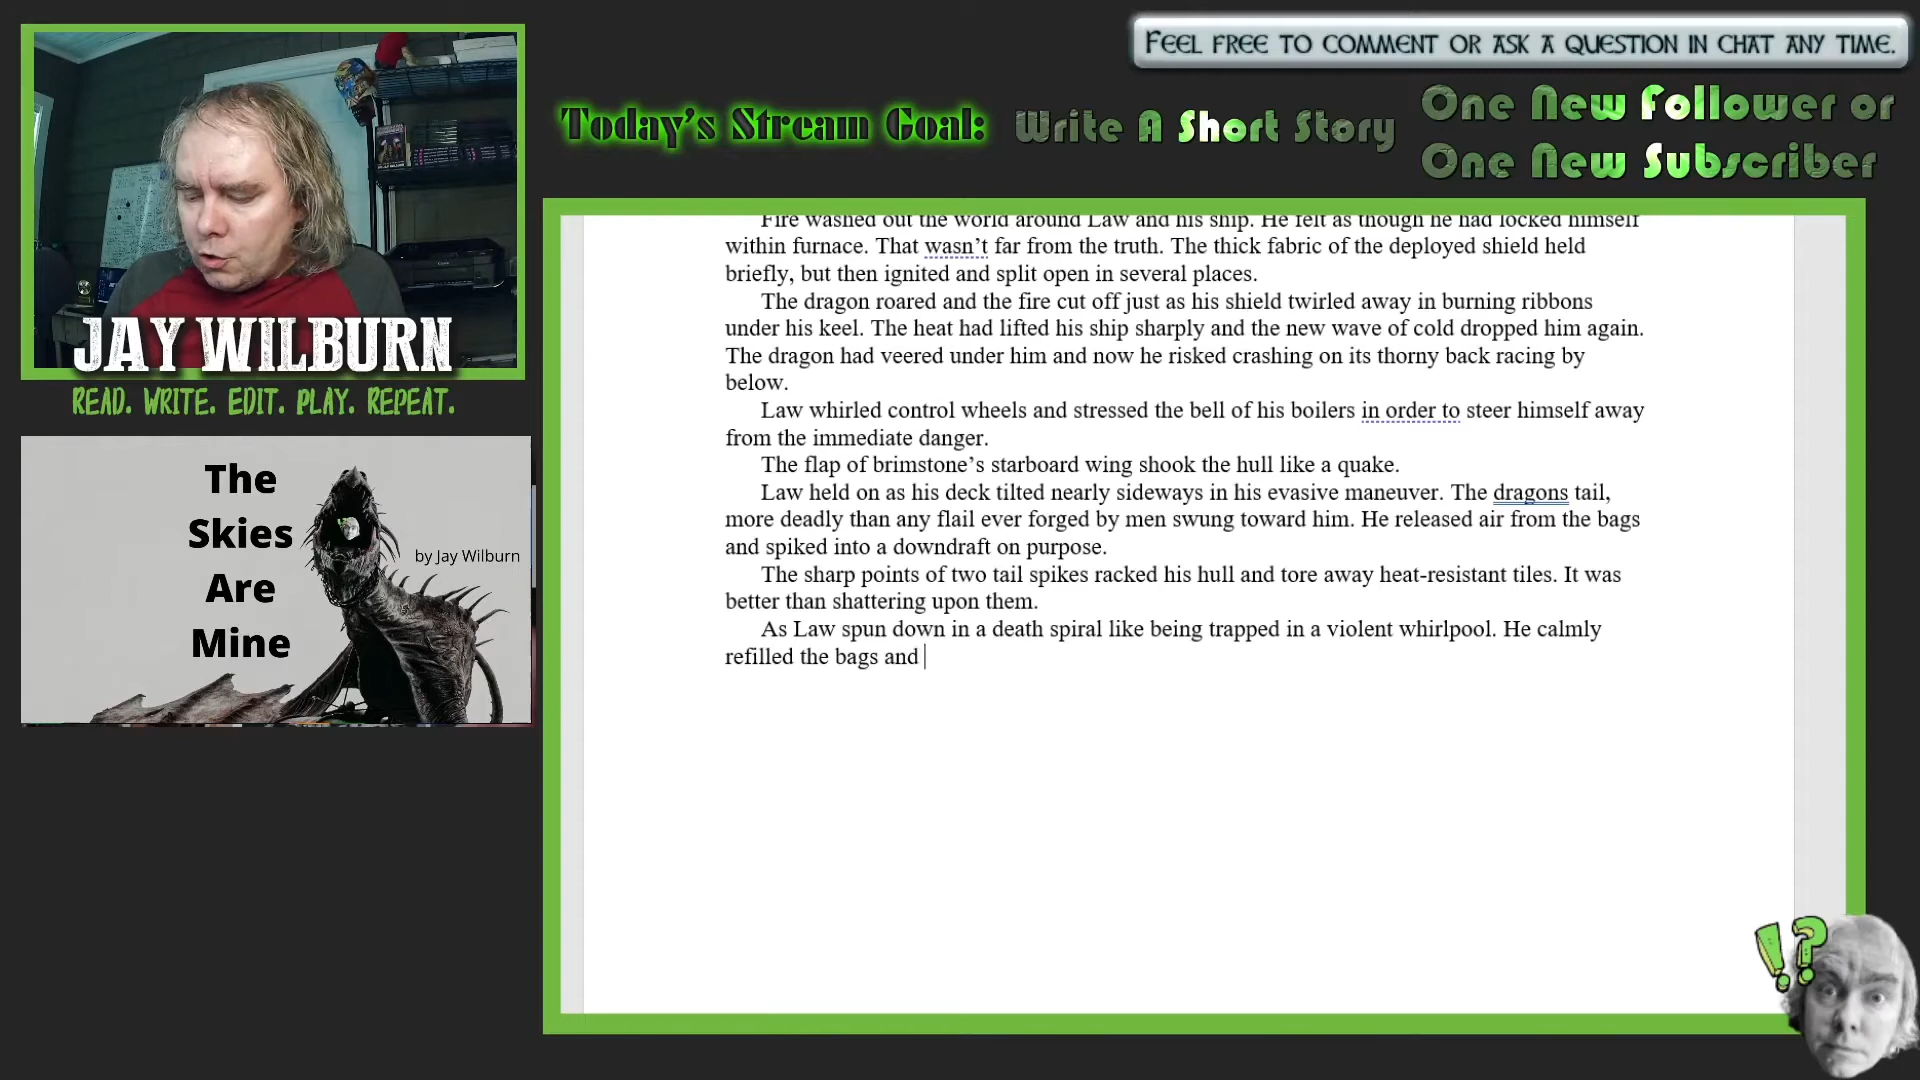 FEEL FREE TO COMMENT OR ASK A QUESTION IN CHAT ANY TIME.
Today's Stream Goal:
Write A Short Story
One New Follower or
One New Subscriber
JAY WILBURN
READ. WRITE. EDIT. PLAY. REPEAT.
The
Skies
Are
Mine
by Jay Wilburn
Fire washed out the world around Law and his ship. He felt as though he had locked himself
within furnace. That wasn't far from the truth. The thick fabric of the deployed shield held
briefly, but then ignited and split open in several places.
The dragon roared and the fire cut off just as his shield twirled away in burning ribbons
under his keel. The heat had lifted his ship sharply and the new wave of cold dropped him again.
The dragon had veered under him and now he risked crashing on its thorny back racing by
below.
Law whirled control wheels and stressed the bell of his boilers in order to steer himself away
from the immediate danger.
The flap of brimstone's starboard wing shook the hull like a quake.
Law held on as his deck tilted nearly sideways in his evasive maneuver. The dragons tail,
more deadly than any flail ever forged by men swung toward him. He released air from the bags
and spiked into a downdraft on purpose.
The sharp points of two tail spikes racked his hull and tore away heat-resistant tiles. It was
better than shattering upon them.
As Law spun down in a death spiral like being trapped in a violent whirlpool. He calmly
refilled the bags and
!?